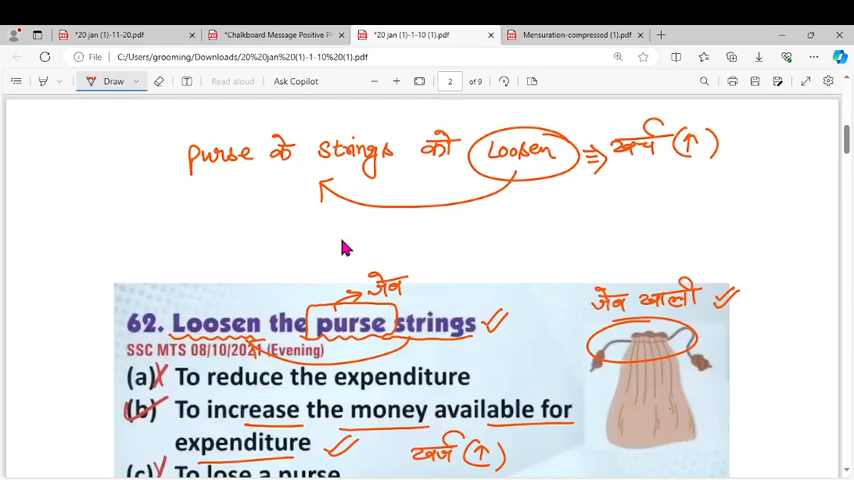 *20 jan (1)-11-20.pdf
*Chalkboard Message Positive P
*20 jan (1)-1-10 (1).pdf
Mensuration-compressed (1).pdf
File
C:/Users/grooming/Downloads/20%20jan%20(1)-1-10%20(1).pdf
Draw
Read aloud
Ask Copilot
2
of 9
Purse के strings को Loosen ⇒ खर्च (↑)
जेब
जेब खाली
62. Loosen the purse strings
SSC MTS 08/10/2021 (Evening)
(a) To reduce the expenditure
(b) To increase the money available for
expenditure
खर्च (↑)
(c) To lose a purse